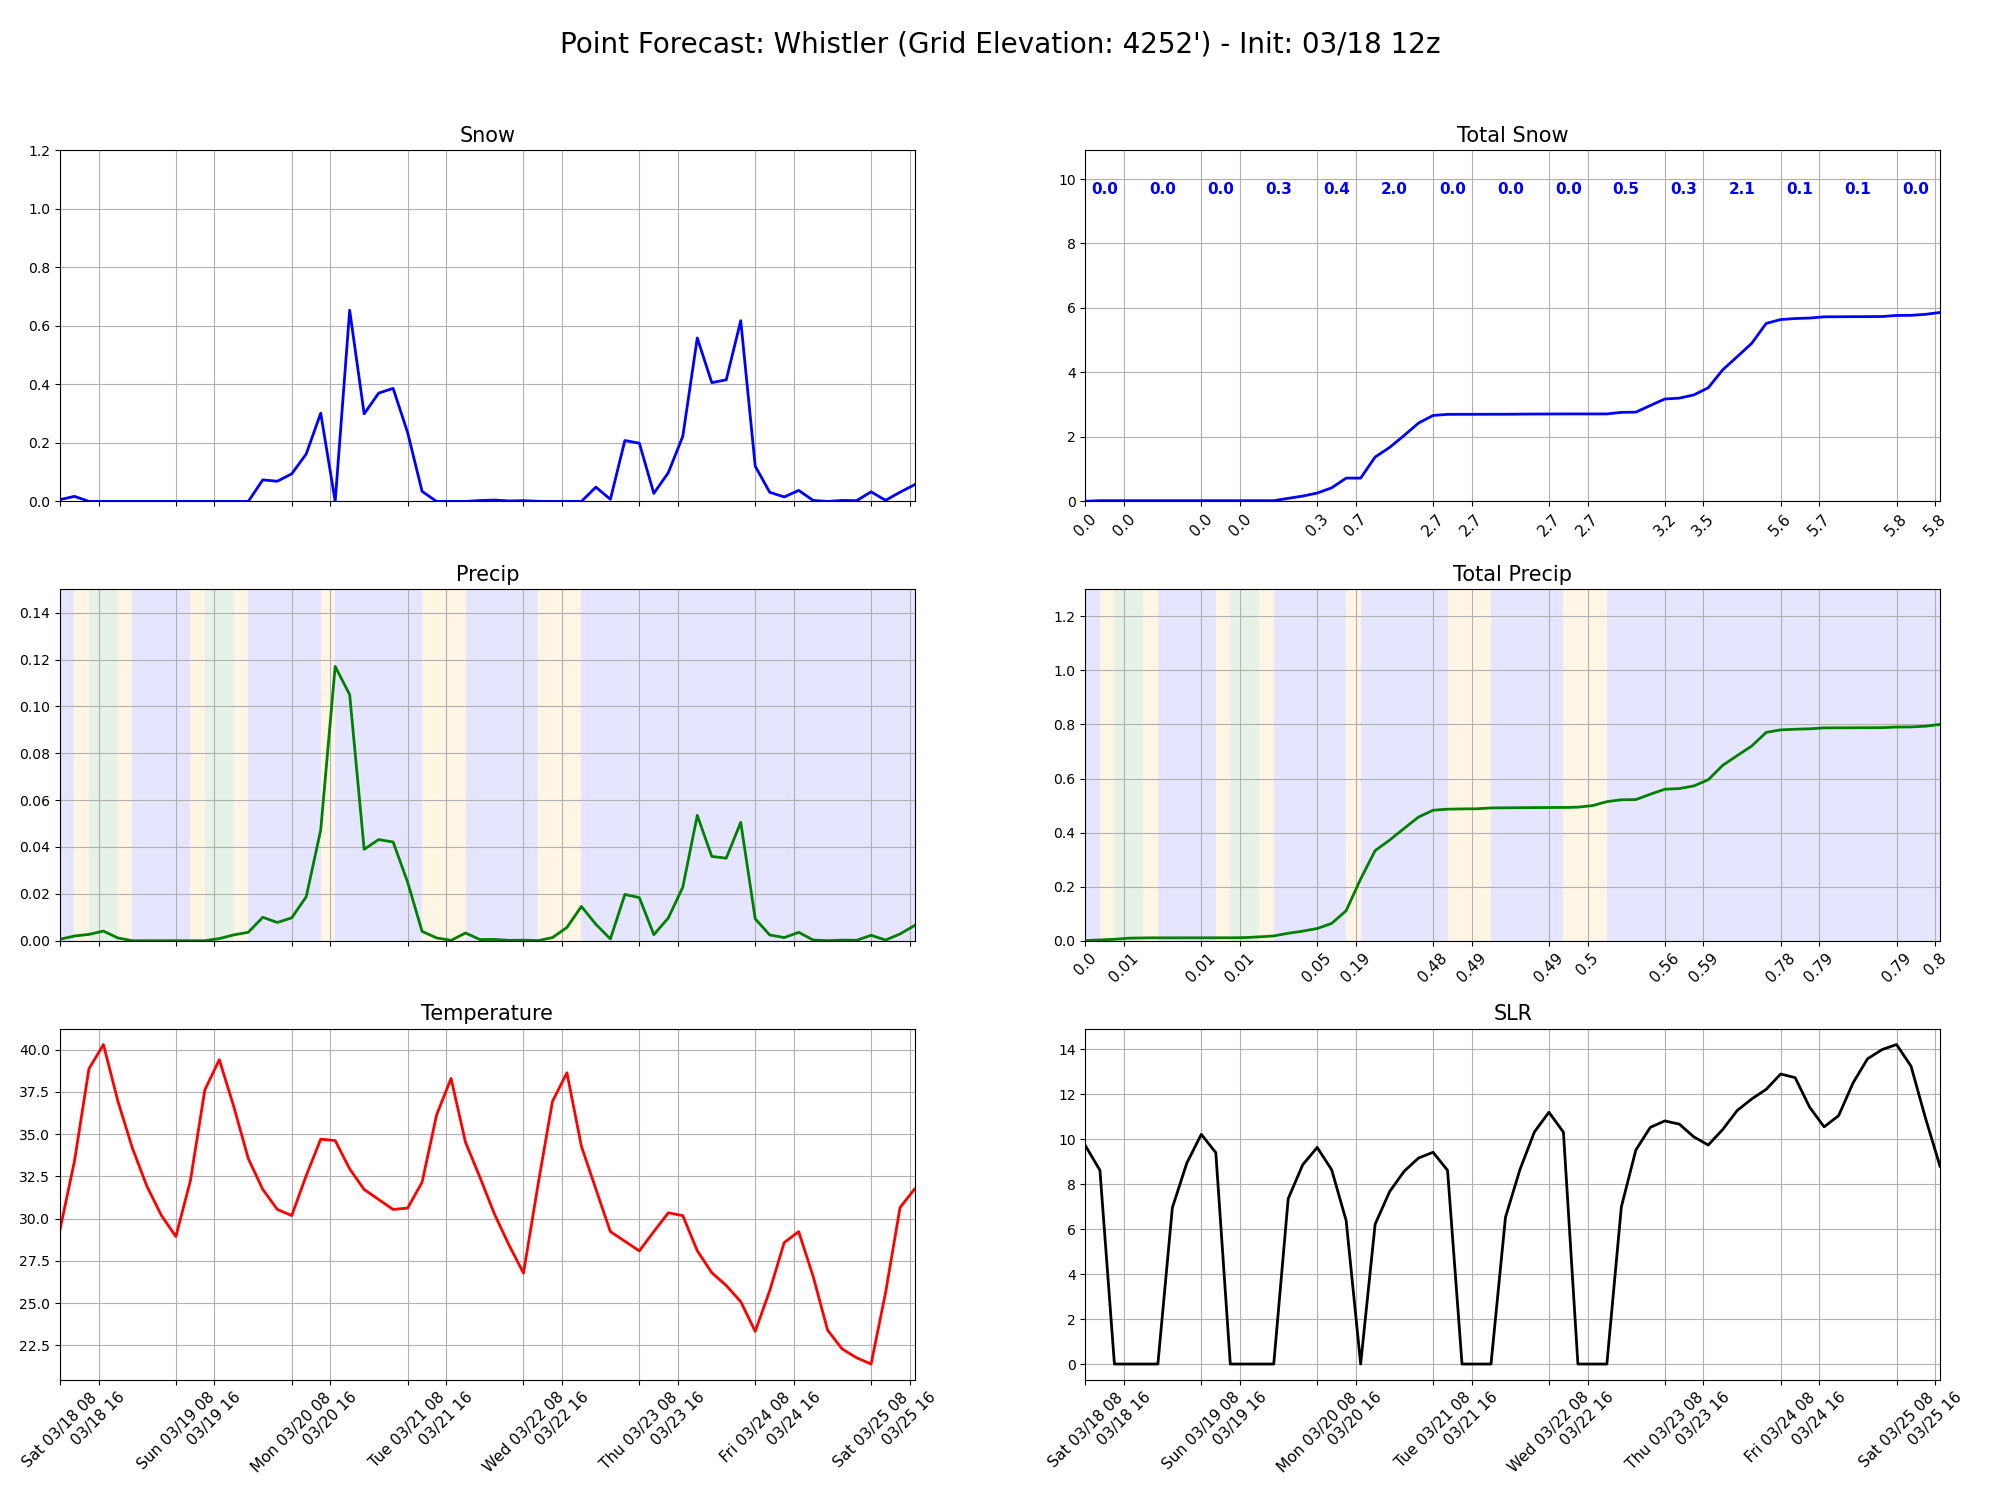 Point Forecast: Whistler (Grid Elevation: 4252') - Init: 03/18 12z
Snow
1.2
1.0
0.8
0.6
0.4
0.2
0.0
Total Snow
10
8
6
4
2
0
0.0 0.0 0.0 0.3 0.4 2.0 0.0 0.0 0.0 0.5 0.3 2.1 0.1 0.1 0.0
0.0 0.0 0.0 0.0 0.3 0.7 2.7 2.7 2.7 2.7 3.2 3.5 5.6 5.7 5.8 5.8
Precip
0.14
0.12
0.10
0.08
0.06
0.04
0.02
0.00
Total Precip
1.2
1.0
0.8
0.6
0.4
0.2
0.0
0.0 0.01 0.01 0.01 0.05 0.19 0.48 0.49 0.49 0.5 0.56 0.59 0.78 0.79 0.79 0.8
Temperature
40.0
37.5
35.0
32.5
30.0
27.5
25.0
22.5
Sat 03/18 08
03/18 16
Sun 03/19 08
03/19 16
Mon 03/20 08
03/20 16
Tue 03/21 08
03/21 16
Wed 03/22 08
03/22 16
Thu 03/23 08
03/23 16
Fri 03/24 08
03/24 16
Sat 03/25 08
03/25 16
SLR
14
12
10
8
6
4
2
0
Sat 03/18 08
03/18 16
Sun 03/19 08
03/19 16
Mon 03/20 08
03/20 16
Tue 03/21 08
03/21 16
Wed 03/22 08
03/22 16
Thu 03/23 08
03/23 16
Fri 03/24 08
03/24 16
Sat 03/25 08
03/25 16